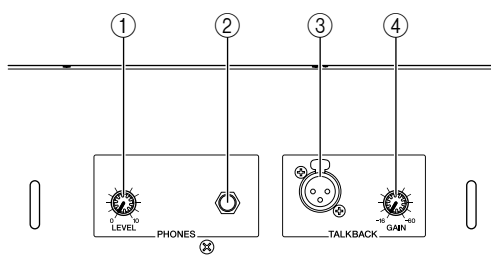 ① ② ③ ④
0 10 -16 -60
LEVEL GAIN
PHONES TALKBACK